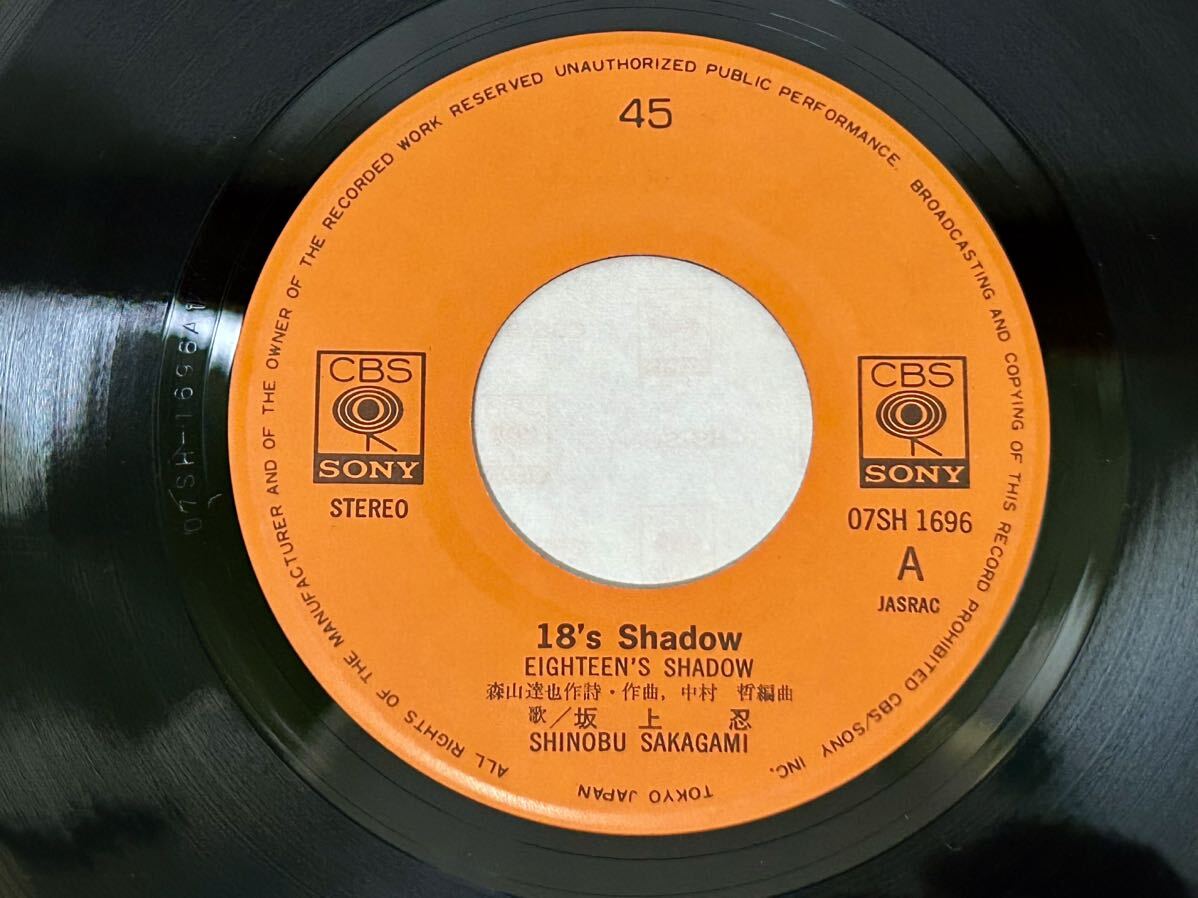 ALL RIGHTS OF THE MANUFACTURER AND OF THE OWNER OF THE RECORDED WORK RESERVED UNAUTHORIZED PUBLIC PERFORMANCE. BROADCASTING AND COPYING OF THIS RECORD PROHIBITED CBS/SONY INC. TOKYO JAPAN
45
CBS
SONY
STEREO
CBS
SONY
07SH 1696
A
JASRAC
18's Shadow
EIGHTEEN'S SHADOW
森山達也作詩・作曲, 中村 哲編曲
歌/坂 上 忍
SHINOBU SAKAGAMI
07SH-1696A